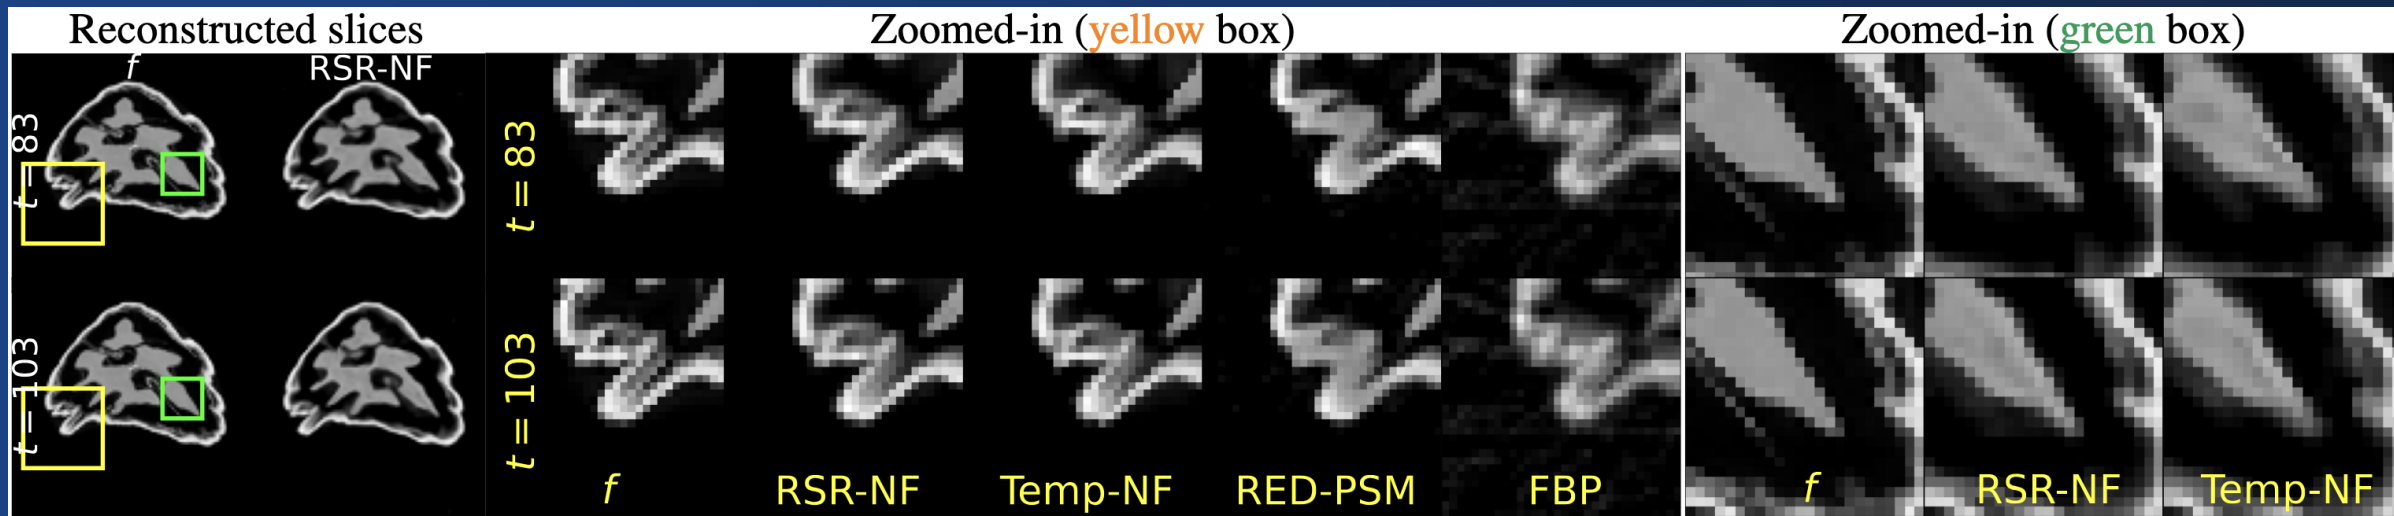 Reconstructed slices
Zoomed-in (yellow box)
Zoomed-in (green box)
f
RSR-NF
t = 83
t = 83
t = 103
t = 103
f
RSR-NF
Temp-NF
RED-PSM
FBP
f
RSR-NF
Temp-NF